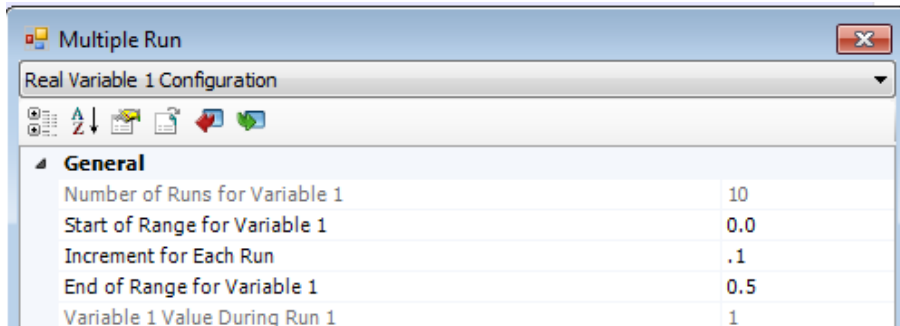 Multiple Run
Real Variable 1 Configuration
General
Number of Runs for Variable 1 10
Start of Range for Variable 1 0.0
Increment for Each Run .1
End of Range for Variable 1 0.5
Variable 1 Value During Run 1 1